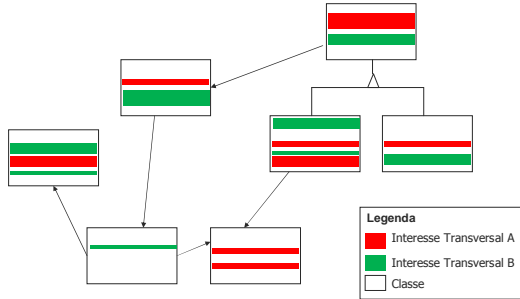 Legenda
Interesse Transversal A
Interesse Transversal B
Classe